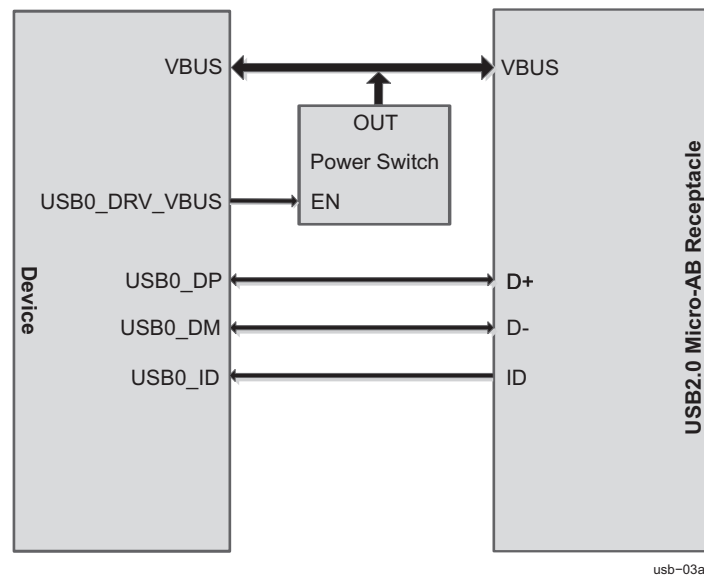 VBUS
VBUS
OUT
Power Switch
USB0_DRV_VBUS
EN
USB0_DP
D+
USB0_DM
D-
USB0_ID
ID
Device
USB2.0 Micro-AB Receptacle
usb-03a